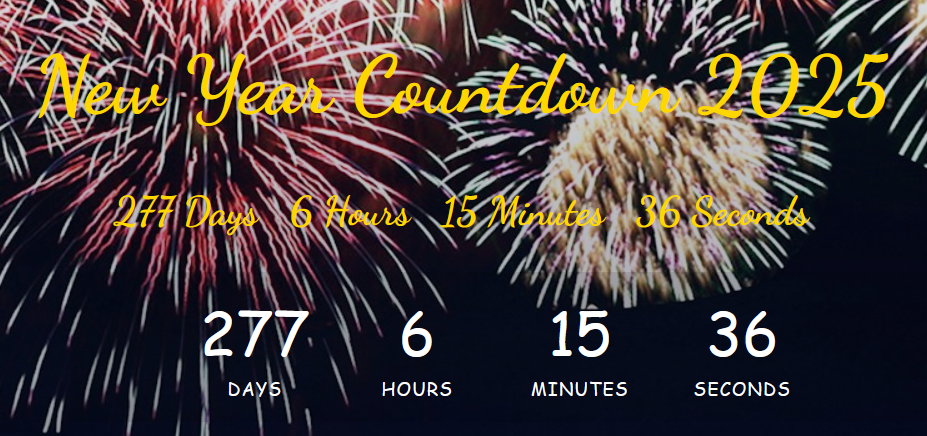 New Year Countdown 2025
277 Days 6 Hours 15 Minutes 36 Seconds
277 6 15 36
DAYS HOURS MINUTES SECONDS